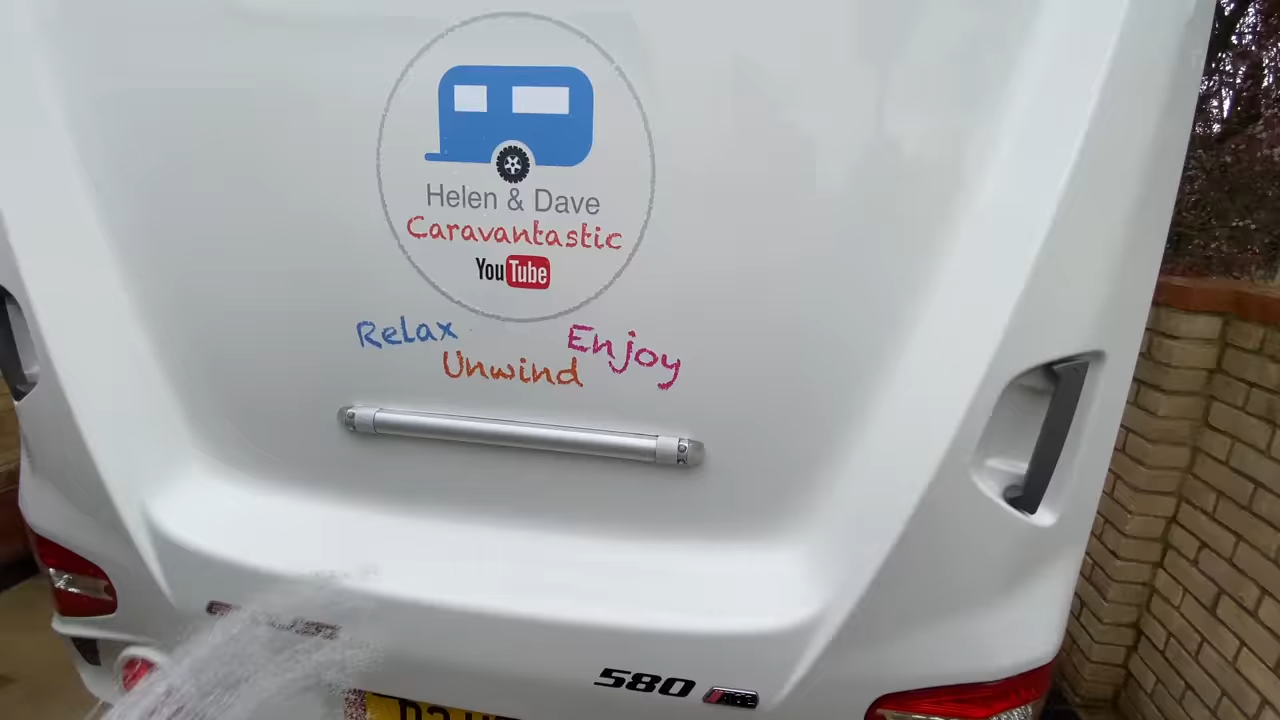 Helen & Dave
Caravantastic
YouTube
Relax
Enjoy
Unwind
580